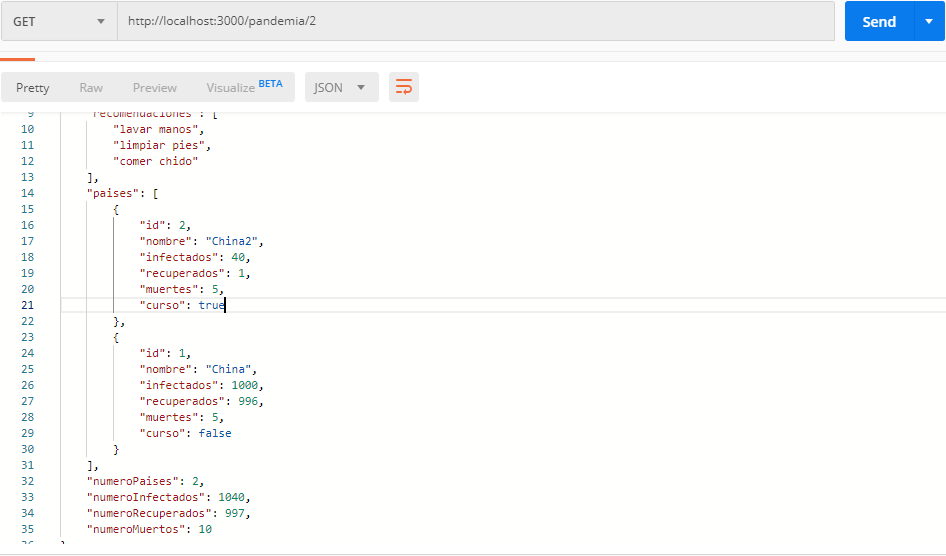 GET http://localhost:3000/pandemia/2 Send
Pretty Raw Preview Visualize BETA JSON
9 "recomendaciones": [
10 "lavar manos",
11 "limpiar pies",
12 "comer chido"
13 ],
14 "paises": [
15 {
16 "id": 2,
17 "nombre": "China2",
18 "infectados": 40,
19 "recuperados": 1,
20 "muertes": 5,
21 "curso": true
22 },
23 {
24 "id": 1,
25 "nombre": "China",
26 "infectados": 1000,
27 "recuperados": 996,
28 "muertes": 5,
29 "curso": false
30 }
31 ],
32 "numeroPaises": 2,
33 "numeroInfectados": 1040,
34 "numeroRecuperados": 997,
35 "numeroMuertos": 10
36 }